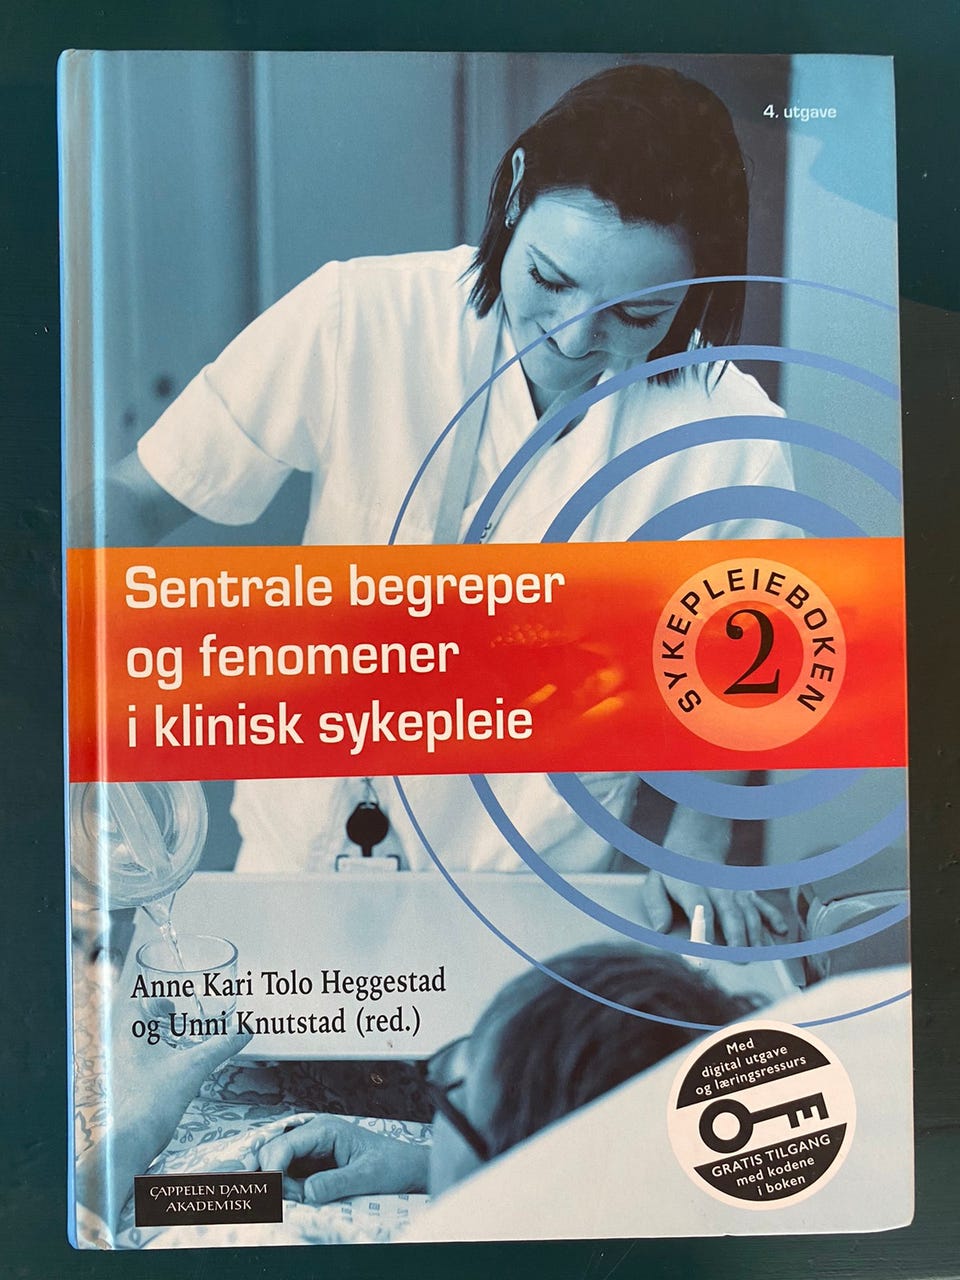 4. utgave
Sentrale begreper
og fenomener
i klinisk sykepleie
SYKEPLEIEBOKEN
2
Anne Kari Tolo Heggestad
og Unni Knutstad (red.)
Med
digital utgave
og læringsressurs
GRATIS TILGANG
med kodene
i boken
CAPPELEN DAMM
AKADEMISK